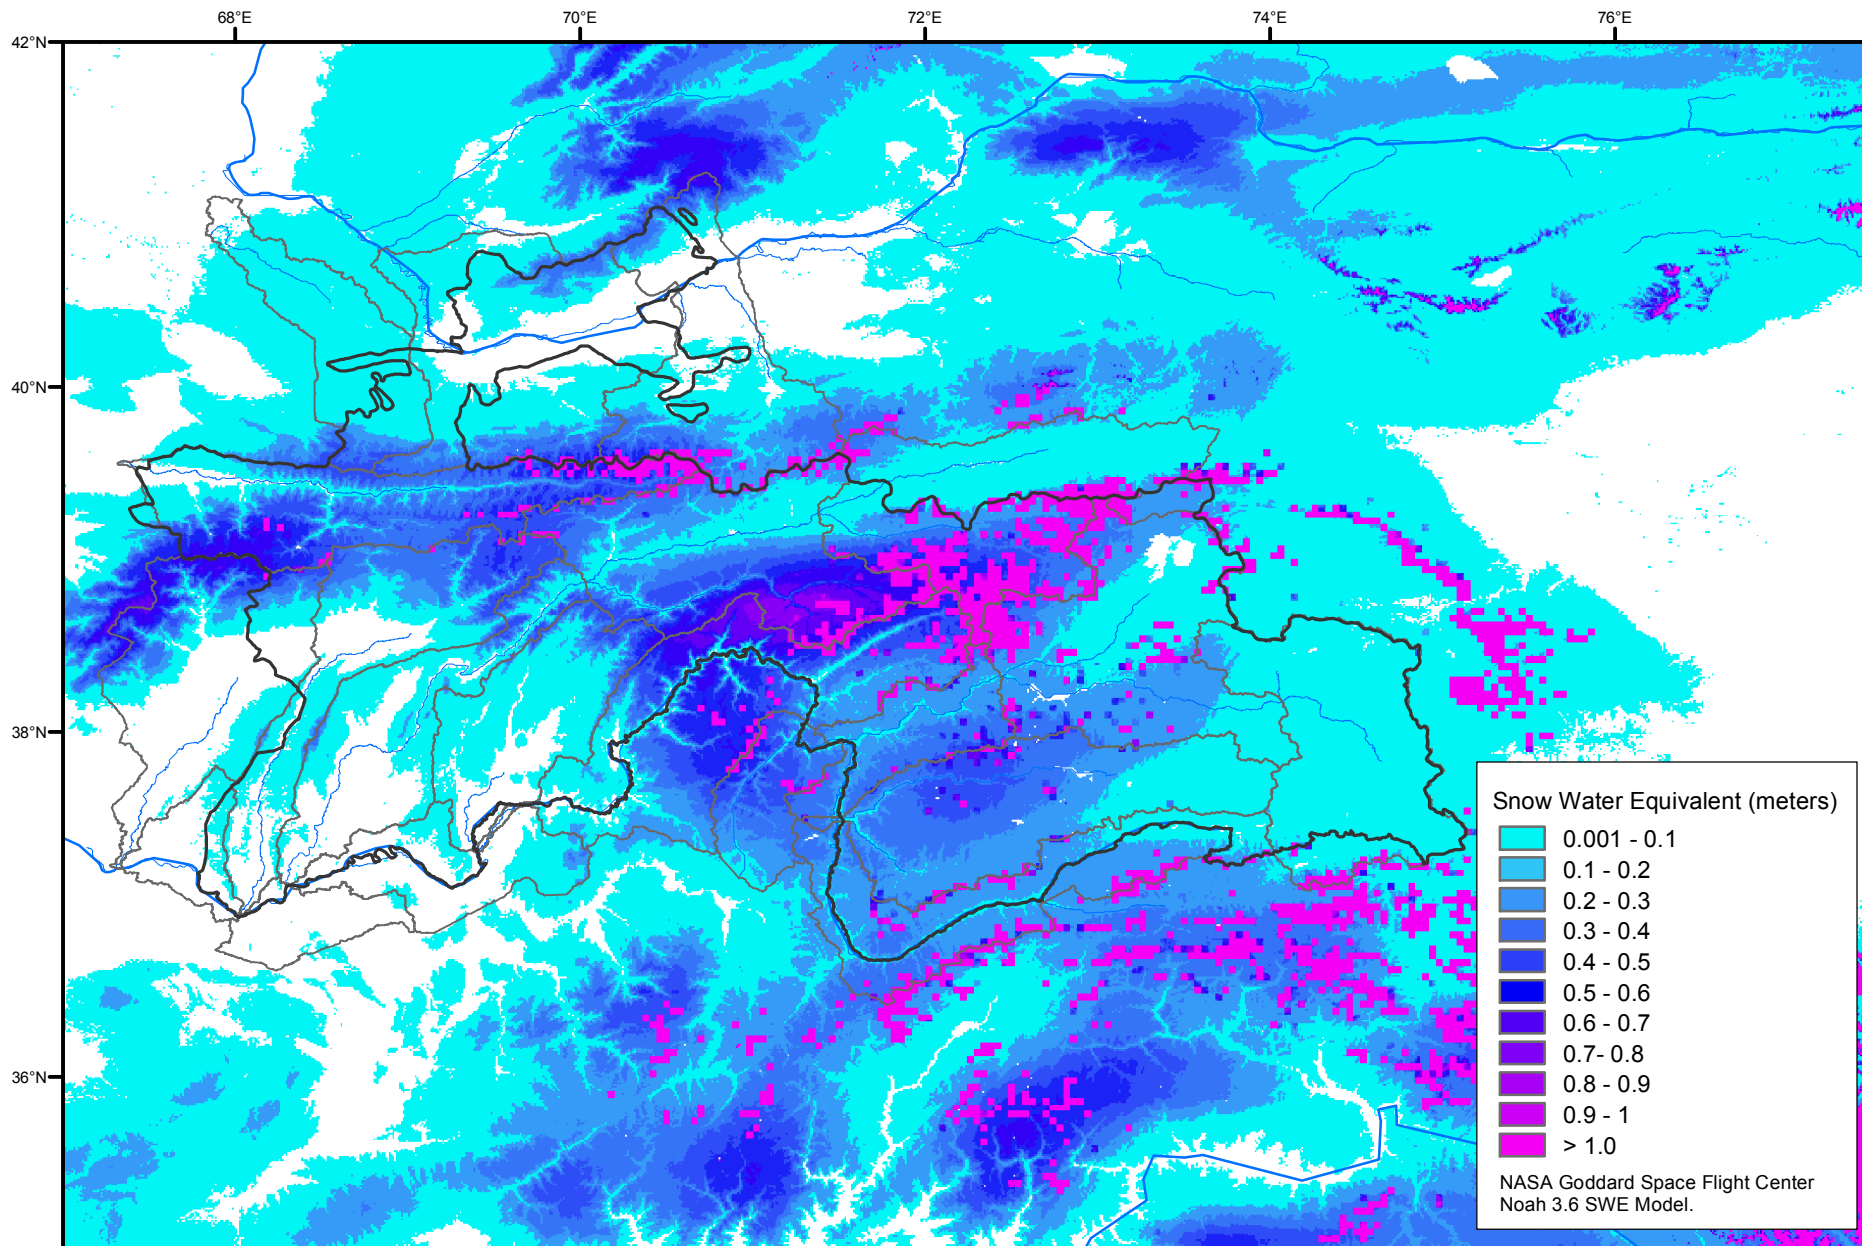 68°E
70°E
72°E
74°E
76°E
42°N
40°N
38°N
36°N
Snow Water Equivalent (meters)
0.001 - 0.1
0.1 - 0.2
0.2 - 0.3
0.3 - 0.4
0.4 - 0.5
0.5 - 0.6
0.6 - 0.7
0.7- 0.8
0.8 - 0.9
0.9 - 1
> 1.0
NASA Goddard Space Flight Center
Noah 3.6 SWE Model.